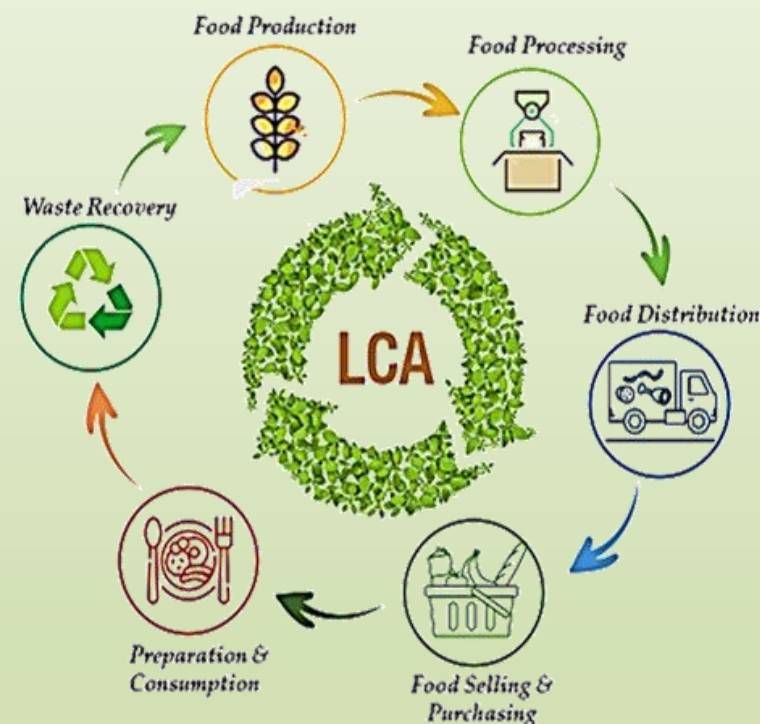 Food Production
Food Processing
Waste Recovery
Food Distribution
LCA
Preparation &
Consumption
Food Selling &
Purchasing